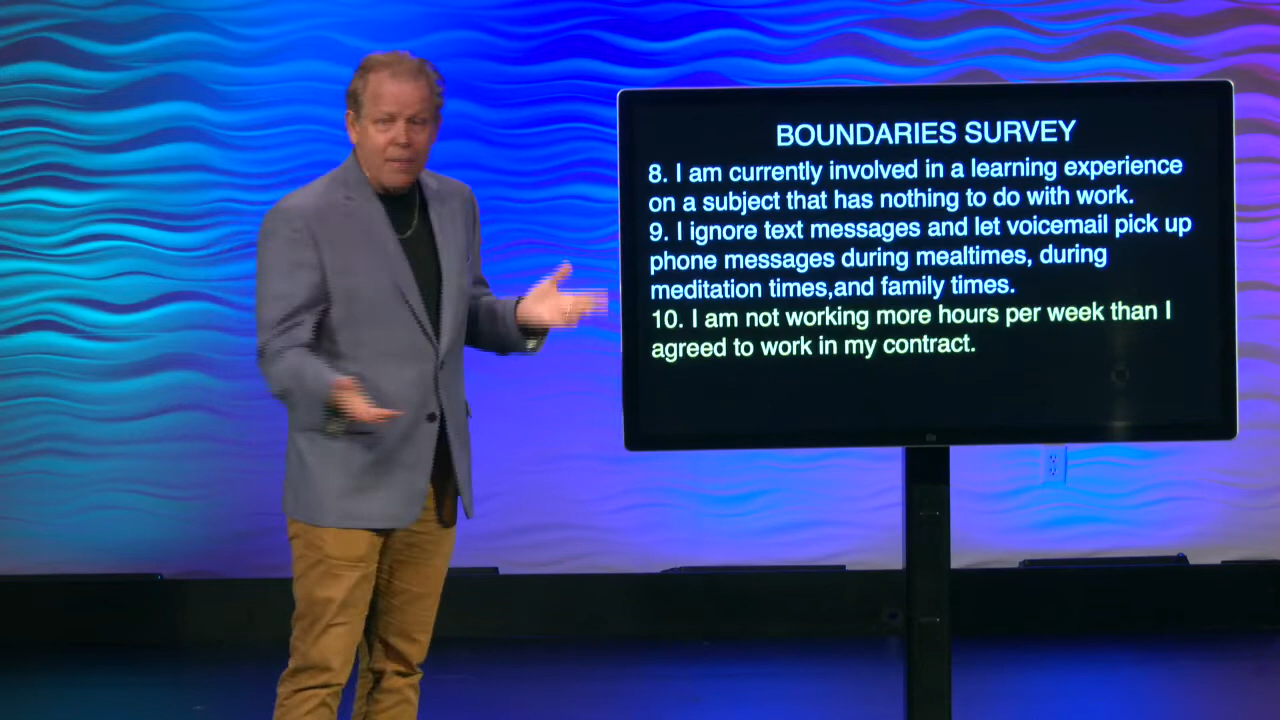 BOUNDARIES SURVEY
8. I am currently involved in a learning experience
on a subject that has nothing to do with work.
9. I ignore text messages and let voicemail pick up
phone messages during mealtimes, during
meditation times,and family times.
10. I am not working more hours per week than I
agreed to work in my contract.